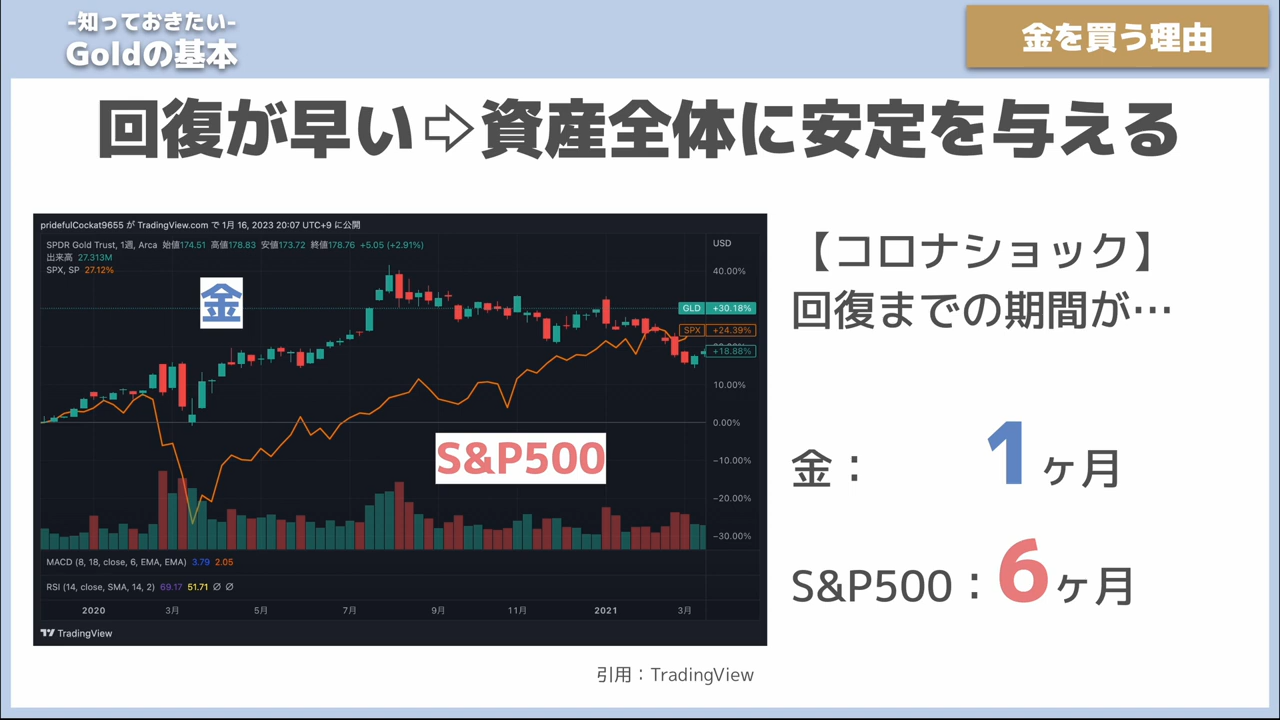 -知っておきたい-
Goldの基本
金を買う理由
回復が早い⇨資産全体に安定を与える
pridefulCockat9655 が TradingView.com で 1月 16, 2023 20:07 UTC+9 に公開
SPDR Gold Trust, 1週, Arca 始値174.51 高値178.83 安値173.72 終値178.76 +5.05 (+2.91%)
出来高 27.313M
SPX, SP 27.12%
USD
金
40.00%
GLD +30.18%
SPX +24.39%
+18.88%
10.00%
0.00%
S&P500
−10.00%
−20.00%
−30.00%
MACD (8, 18, close, 6, EMA, EMA) 3.79 2.05
RSI (14, close, SMA, 14, 2) 69.17 51.71 ∅ ∅
2020 3月 5月 7月 9月 11月 2021 3月
TradingView
【コロナショック】
回復までの期間が…
金： 1ヶ月
S&P500：6ヶ月
引用：TradingView